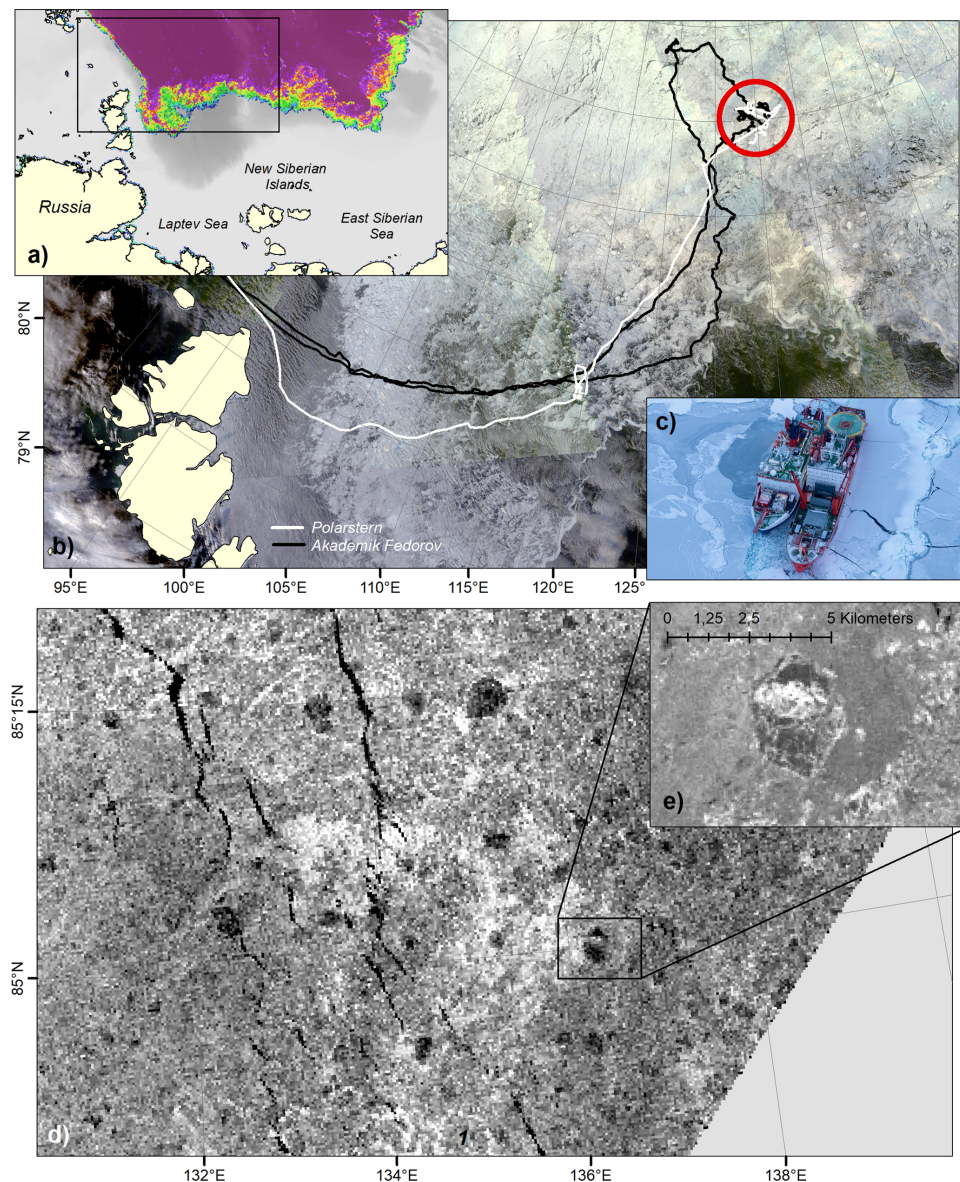 New Siberian
Islands
Russia
Laptev Sea
East Siberian
Sea
a)
80°N
79°N
c)
Polarstern
Akademik Fedorov
b)
95°E
100°E
105°E
110°E
115°E
120°E
125°E
0
1,25
2,5
5 Kilometers
85°15'N
e)
85°N
d)
1
132°E
134°E
136°E
138°E